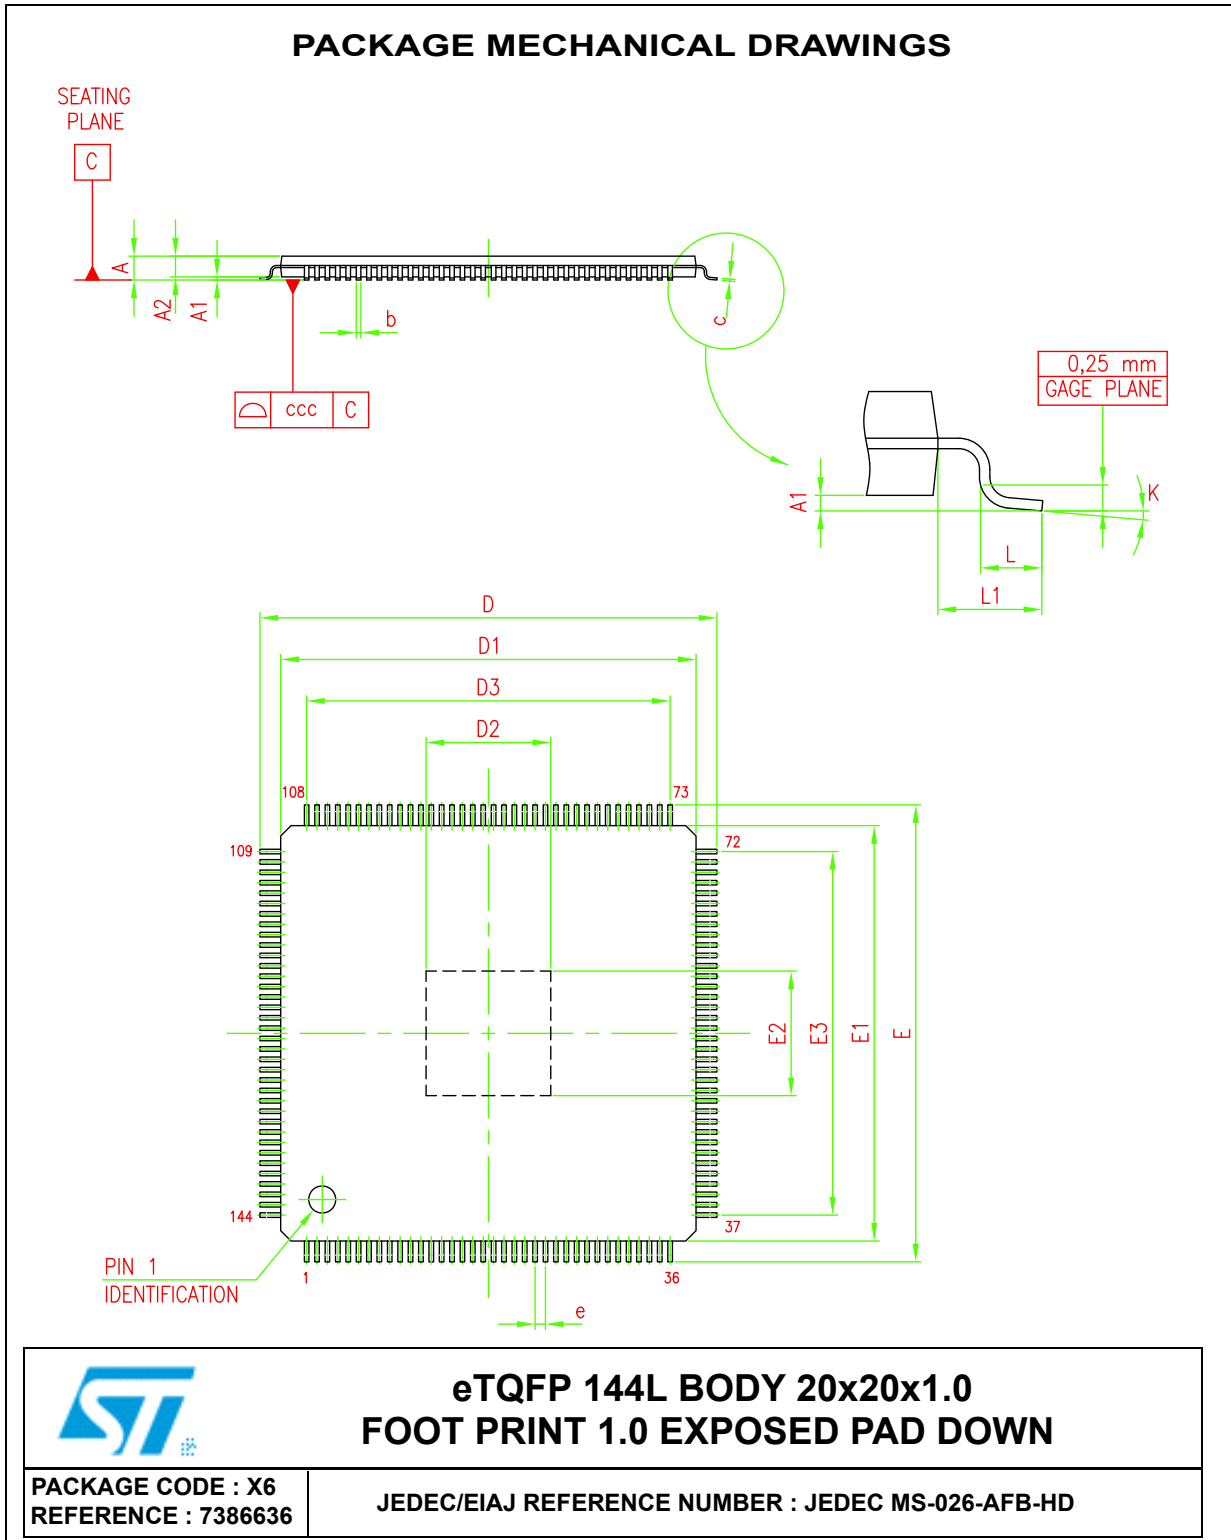 PACKAGE MECHANICAL DRAWINGS
SEATING
PLANE
C
A
A2
A1
b
c
ccc C
0,25 mm
GAGE PLANE
A1
K
L
L1
D
D1
D3
D2
108
73
109
72
E2
E3
E1
E
144
37
PIN 1
IDENTIFICATION
1
36
e
ST
eTQFP 144L BODY 20x20x1.0
FOOT PRINT 1.0 EXPOSED PAD DOWN
PACKAGE CODE : X6
REFERENCE : 7386636
JEDEC/EIAJ REFERENCE NUMBER : JEDEC MS-026-AFB-HD